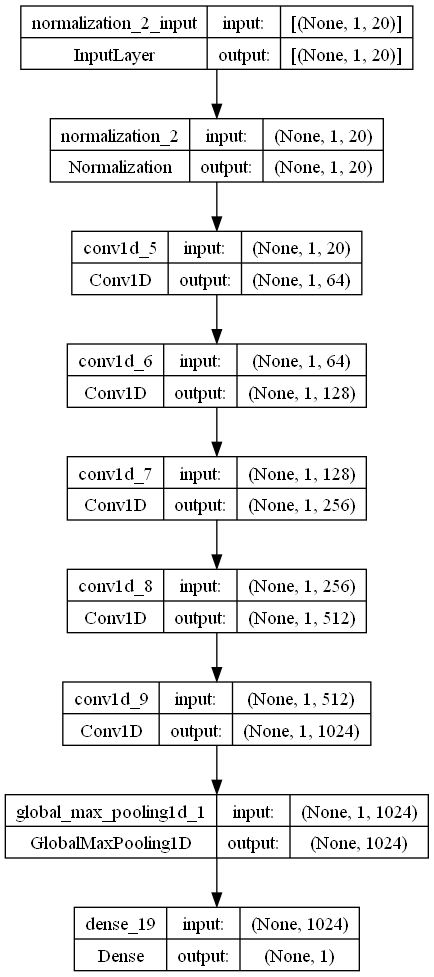 normalization_2_input input: [(None, 1, 20)]
InputLayer output: [(None, 1, 20)]
normalization_2 input: (None, 1, 20)
Normalization output: (None, 1, 20)
conv1d_5 input: (None, 1, 20)
Conv1D output: (None, 1, 64)
conv1d_6 input: (None, 1, 64)
Conv1D output: (None, 1, 128)
conv1d_7 input: (None, 1, 128)
Conv1D output: (None, 1, 256)
conv1d_8 input: (None, 1, 256)
Conv1D output: (None, 1, 512)
conv1d_9 input: (None, 1, 512)
Conv1D output: (None, 1, 1024)
global_max_pooling1d_1 input: (None, 1, 1024)
GlobalMaxPooling1D output: (None, 1024)
dense_19 input: (None, 1024)
Dense output: (None, 1)